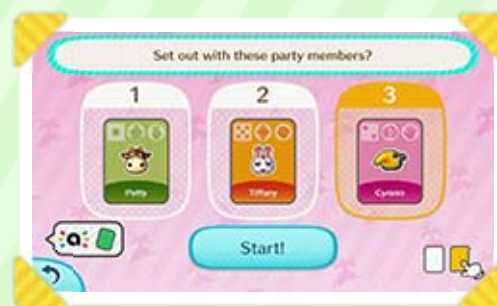 Set out with these party members?
1
2
3
Patty
Tiffany
Cyrano
a
Start!